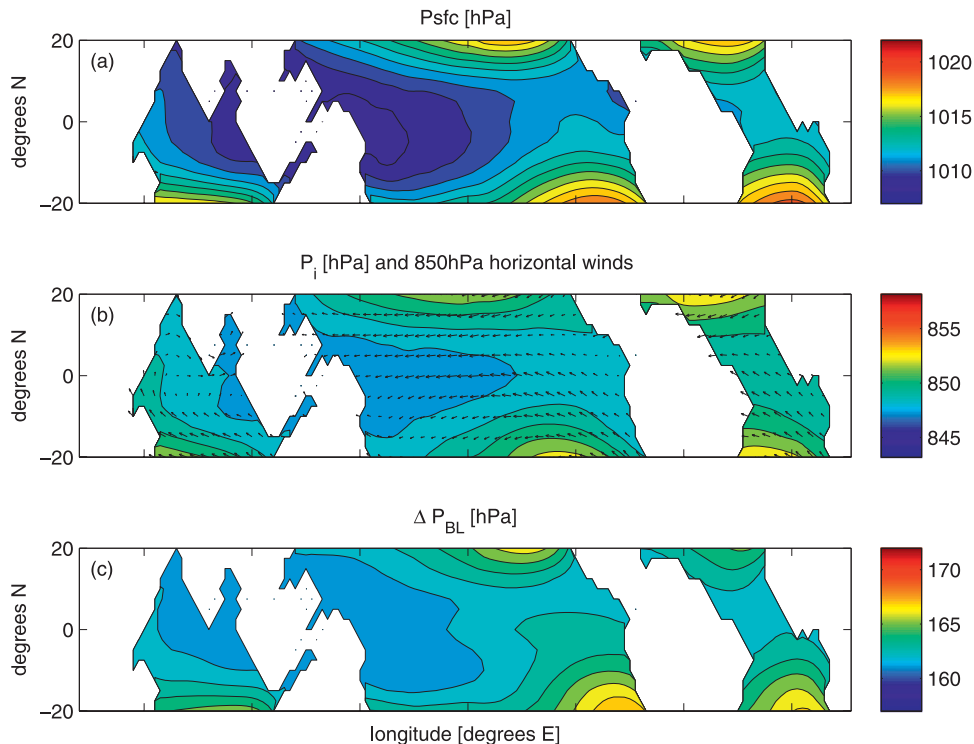 Psfc [hPa]
(a)
20
0
−20
degrees N
1020
1015
1010
P_i [hPa] and 850hPa horizontal winds
(b)
20
0
−20
degrees N
855
850
845
Δ P_BL [hPa]
(c)
20
0
−20
degrees N
170
165
160
longitude [degrees E]